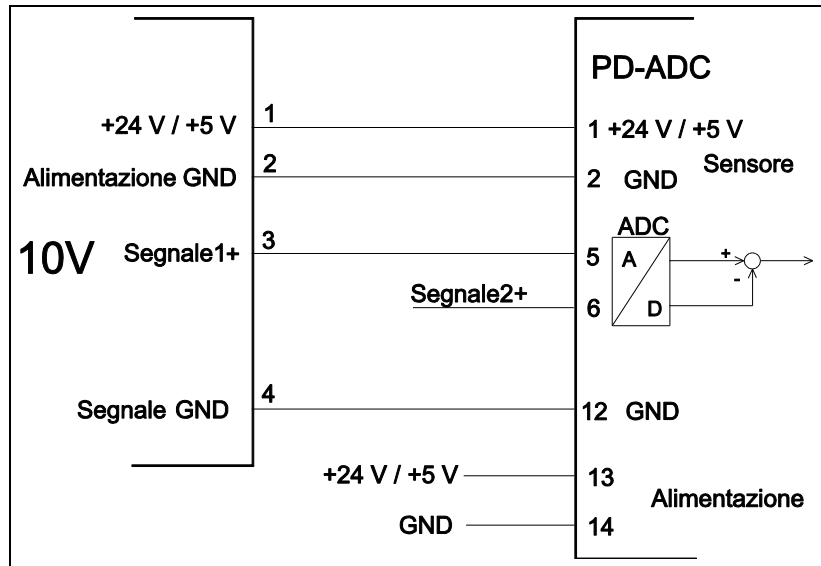 PD-ADC
+24 V / +5 V 1 1 +24 V / +5 V
Sensore
Alimentazione GND 2 2 GND
ADC
10V Segnale1+ 3 5 A + -
Segnale2+ 6 D
Segnale GND 4 12 GND
+24 V / +5 V 13
Alimentazione
GND 14